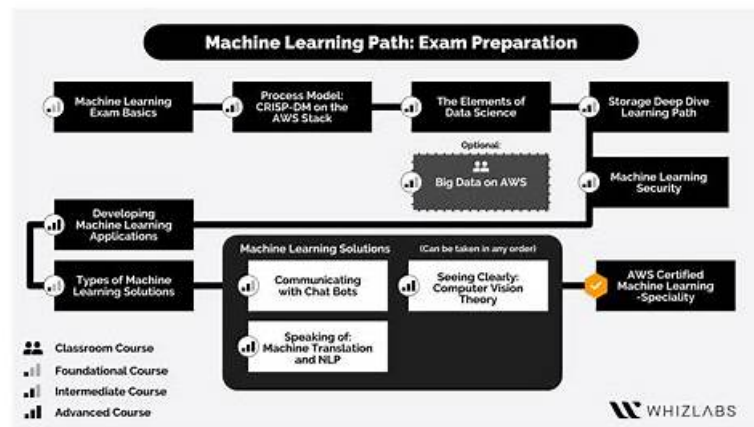 Machine Learning Path: Exam Preparation
Machine Learning
Exam Basics
Process Model:
CRISP-DM on the
AWS Stack
The Elements of
Data Science
Storage Deep Dive
Learning Path
Optional:
Big Data on AWS
Machine Learning
Security
Developing
Machine Learning
Applications
Types of Machine
Learning Solutions
Machine Learning Solutions
(Can be taken in any order)
Communicating
with Chat Bots
Seeing Clearly:
Computer Vision
Theory
Speaking of:
Machine Translation
and NLP
AWS Certified
Machine Learning
-Speciality
Classroom Course
Foundational Course
Intermediate Course
Advanced Course
WHIZLABS